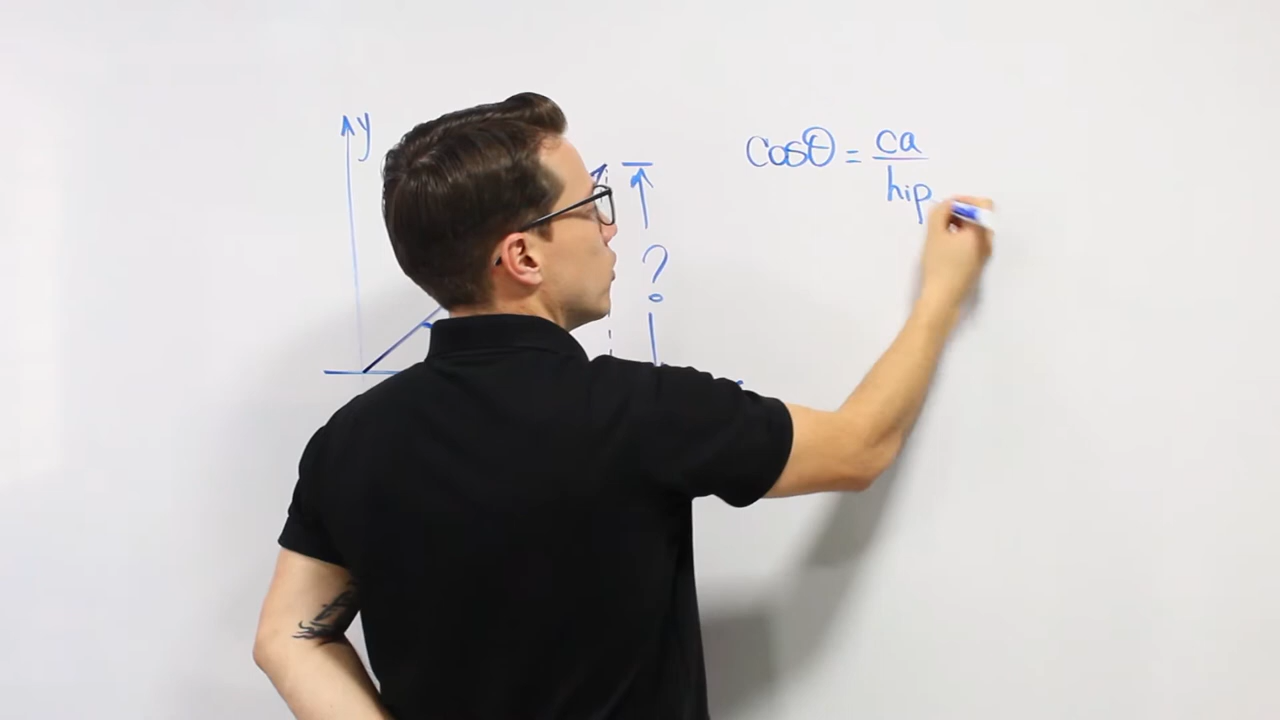 y
?
Cosθ = ca
hip